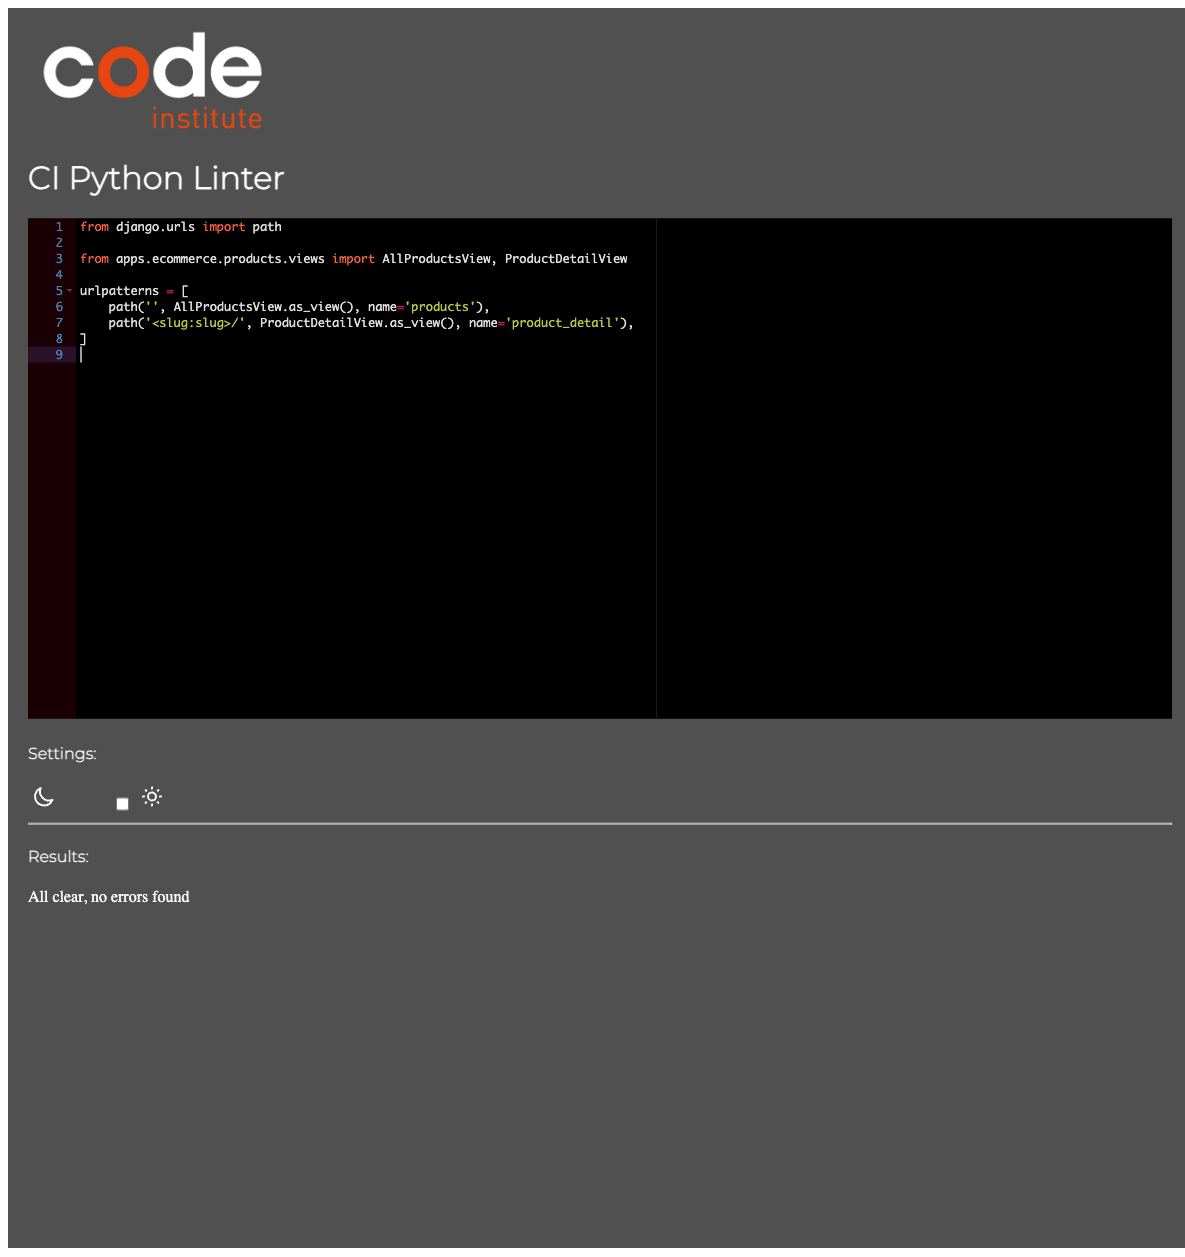 code
institute
CI Python Linter
1 from django.urls import path
2
3 from apps.ecommerce.products.views import AllProductsView, ProductDetailView
4
5 urlpatterns = [
6     path('', AllProductsView.as_view(), name='products'),
7     path('<slug:slug>/', ProductDetailView.as_view(), name='product_detail'),
8 ]
9
Settings:
Results:
All clear, no errors found